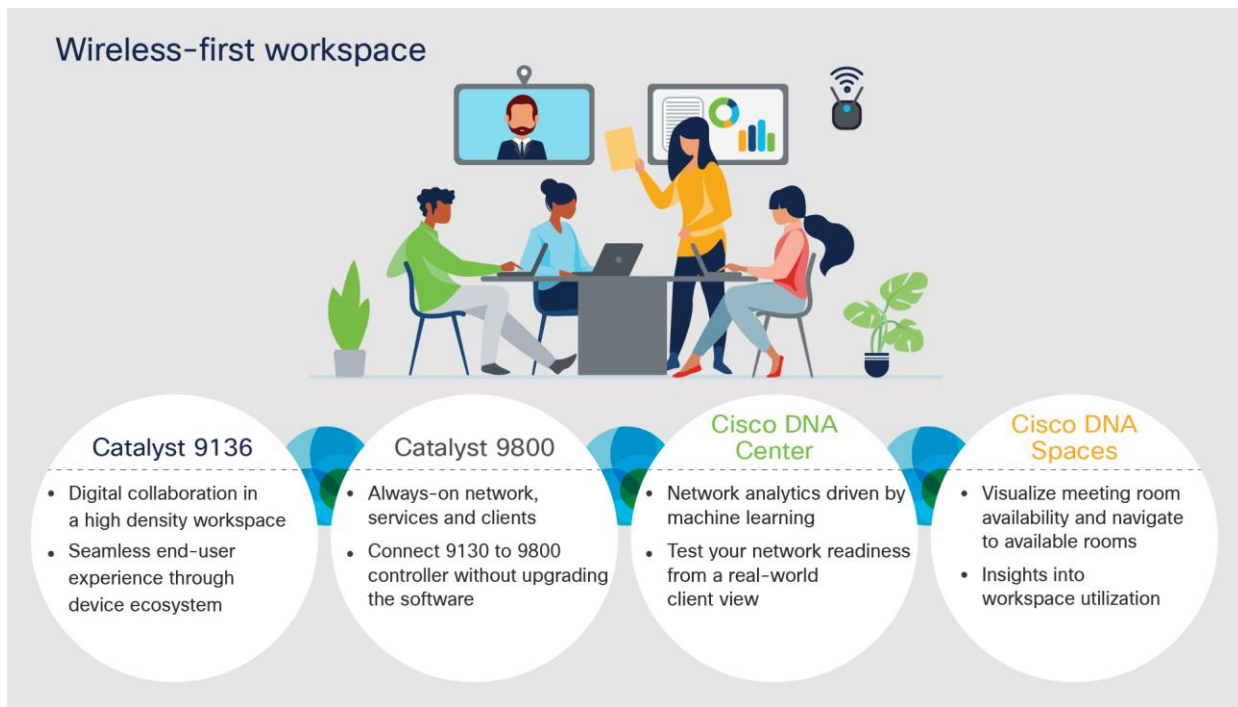 Wireless-first workspace
Catalyst 9136
• Digital collaboration in
a high density workspace
• Seamless end-user
experience through
device ecosystem
Catalyst 9800
• Always-on network,
services and clients
• Connect 9130 to 9800
controller without upgrading
the software
Cisco DNA
Center
• Network analytics driven by
machine learning
• Test your network readiness
from a real-world
client view
Cisco DNA
Spaces
• Visualize meeting room
availability and navigate
to available rooms
• Insights into
workspace utilization